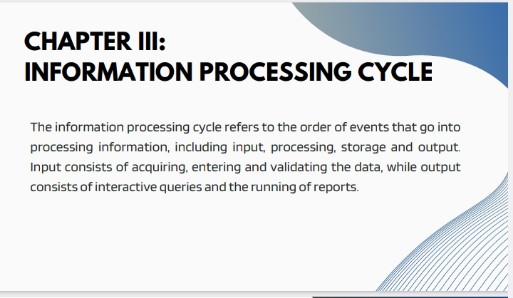 CHAPTER III:
INFORMATION PROCESSING CYCLE
The information processing cycle refers to the order of events that go into
processing information, including input, processing, storage and output.
Input consists of acquiring, entering and validating the data, while output
consists of interactive queries and the running of reports.